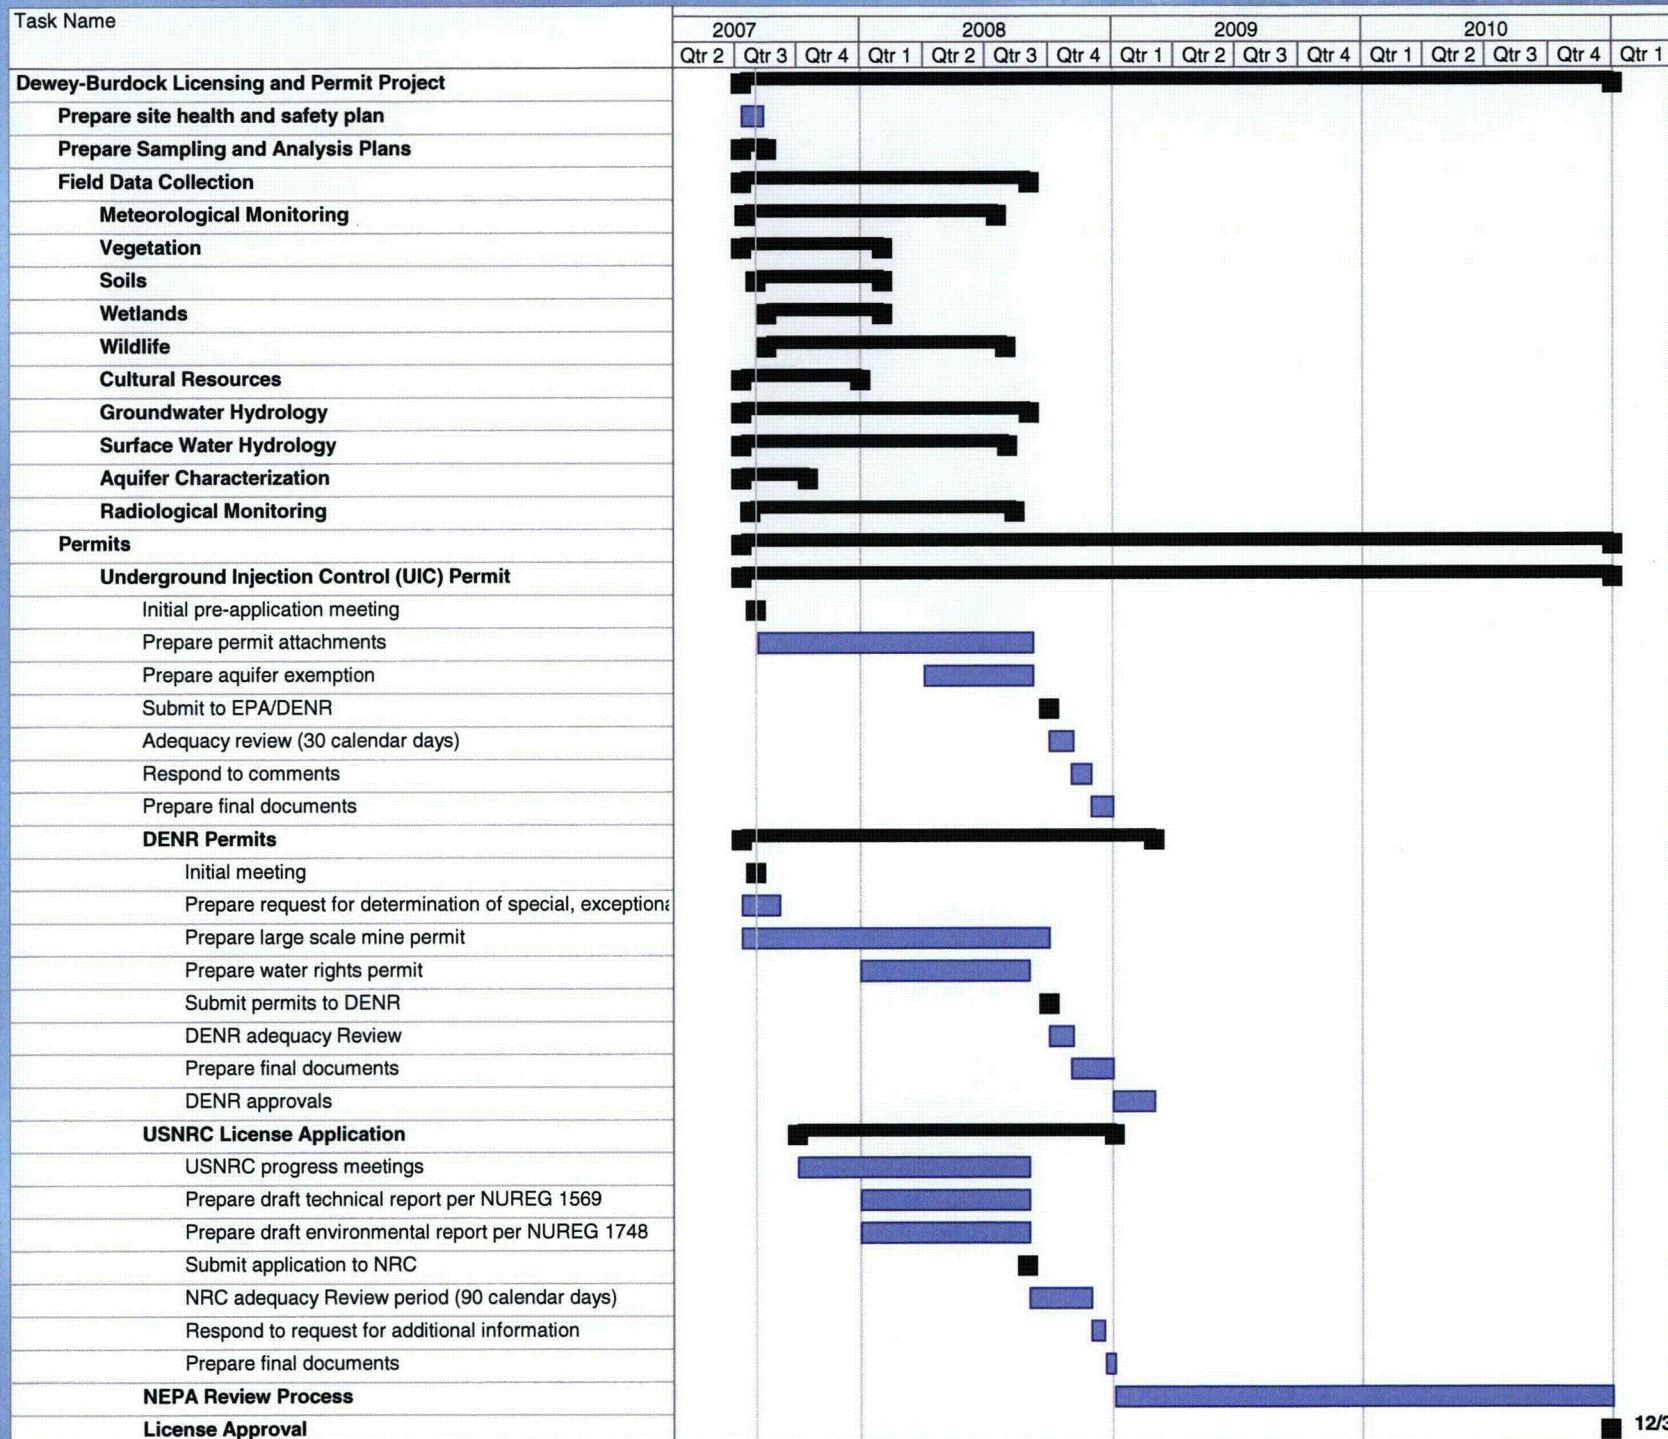 Task Name
2007 2008 2009 2010
Qtr 2 Qtr 3 Qtr 4 Qtr 1 Qtr 2 Qtr 3 Qtr 4 Qtr 1 Qtr 2 Qtr 3 Qtr 4 Qtr 1 Qtr 2 Qtr 3 Qtr 4 Qtr 1
Dewey-Burdock Licensing and Permit Project
Prepare site health and safety plan
Prepare Sampling and Analysis Plans
Field Data Collection
Meteorological Monitoring
Vegetation
Soils
Wetlands
Wildlife
Cultural Resources
Groundwater Hydrology
Surface Water Hydrology
Aquifer Characterization
Radiological Monitoring
Permits
Underground Injection Control (UIC) Permit
Initial pre-application meeting
Prepare permit attachments
Prepare aquifer exemption
Submit to EPA/DENR
Adequacy review (30 calendar days)
Respond to comments
Prepare final documents
DENR Permits
Initial meeting
Prepare request for determination of special, exceptiona
Prepare large scale mine permit
Prepare water rights permit
Submit permits to DENR
DENR adequacy Review
Prepare final documents
DENR approvals
USNRC License Application
USNRC progress meetings
Prepare draft technical report per NUREG 1569
Prepare draft environmental report per NUREG 1748
Submit application to NRC
NRC adequacy Review period (90 calendar days)
Respond to request for additional information
Prepare final documents
NEPA Review Process
License Approval 12/3